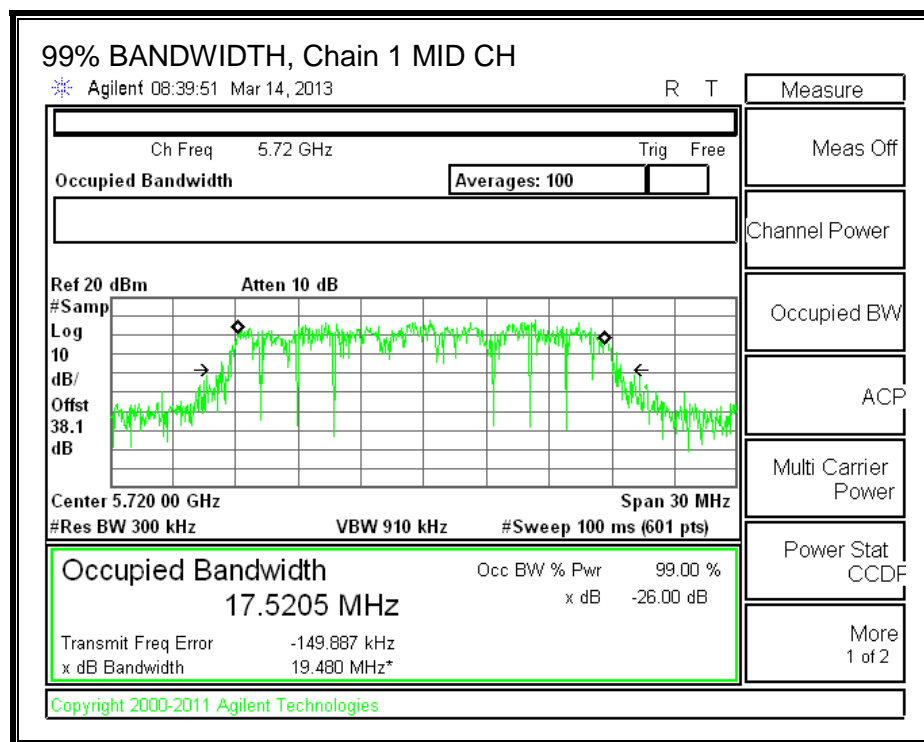 99% BANDWIDTH, Chain 1 MID CH
Agilent 08:39:51 Mar 14, 2013 R T
Measure
Ch Freq 5.72 GHz Trig Free
Occupied Bandwidth Averages: 100
Ref 20 dBm Atten 10 dB
#Samp
Log
10
dB/
Offst
38.1
dB
Center 5.720 00 GHz Span 30 MHz
#Res BW 300 kHz VBW 910 kHz #Sweep 100 ms (601 pts)
Occupied Bandwidth Occ BW % Pwr 99.00 %
17.5205 MHz x dB -26.00 dB
Transmit Freq Error -149.887 kHz
x dB Bandwidth 19.480 MHz*
Meas Off
Channel Power
Occupied BW
ACP
Multi Carrier
Power
Power Stat
CCDF
More
1 of 2
Copyright 2000-2011 Agilent Technologies